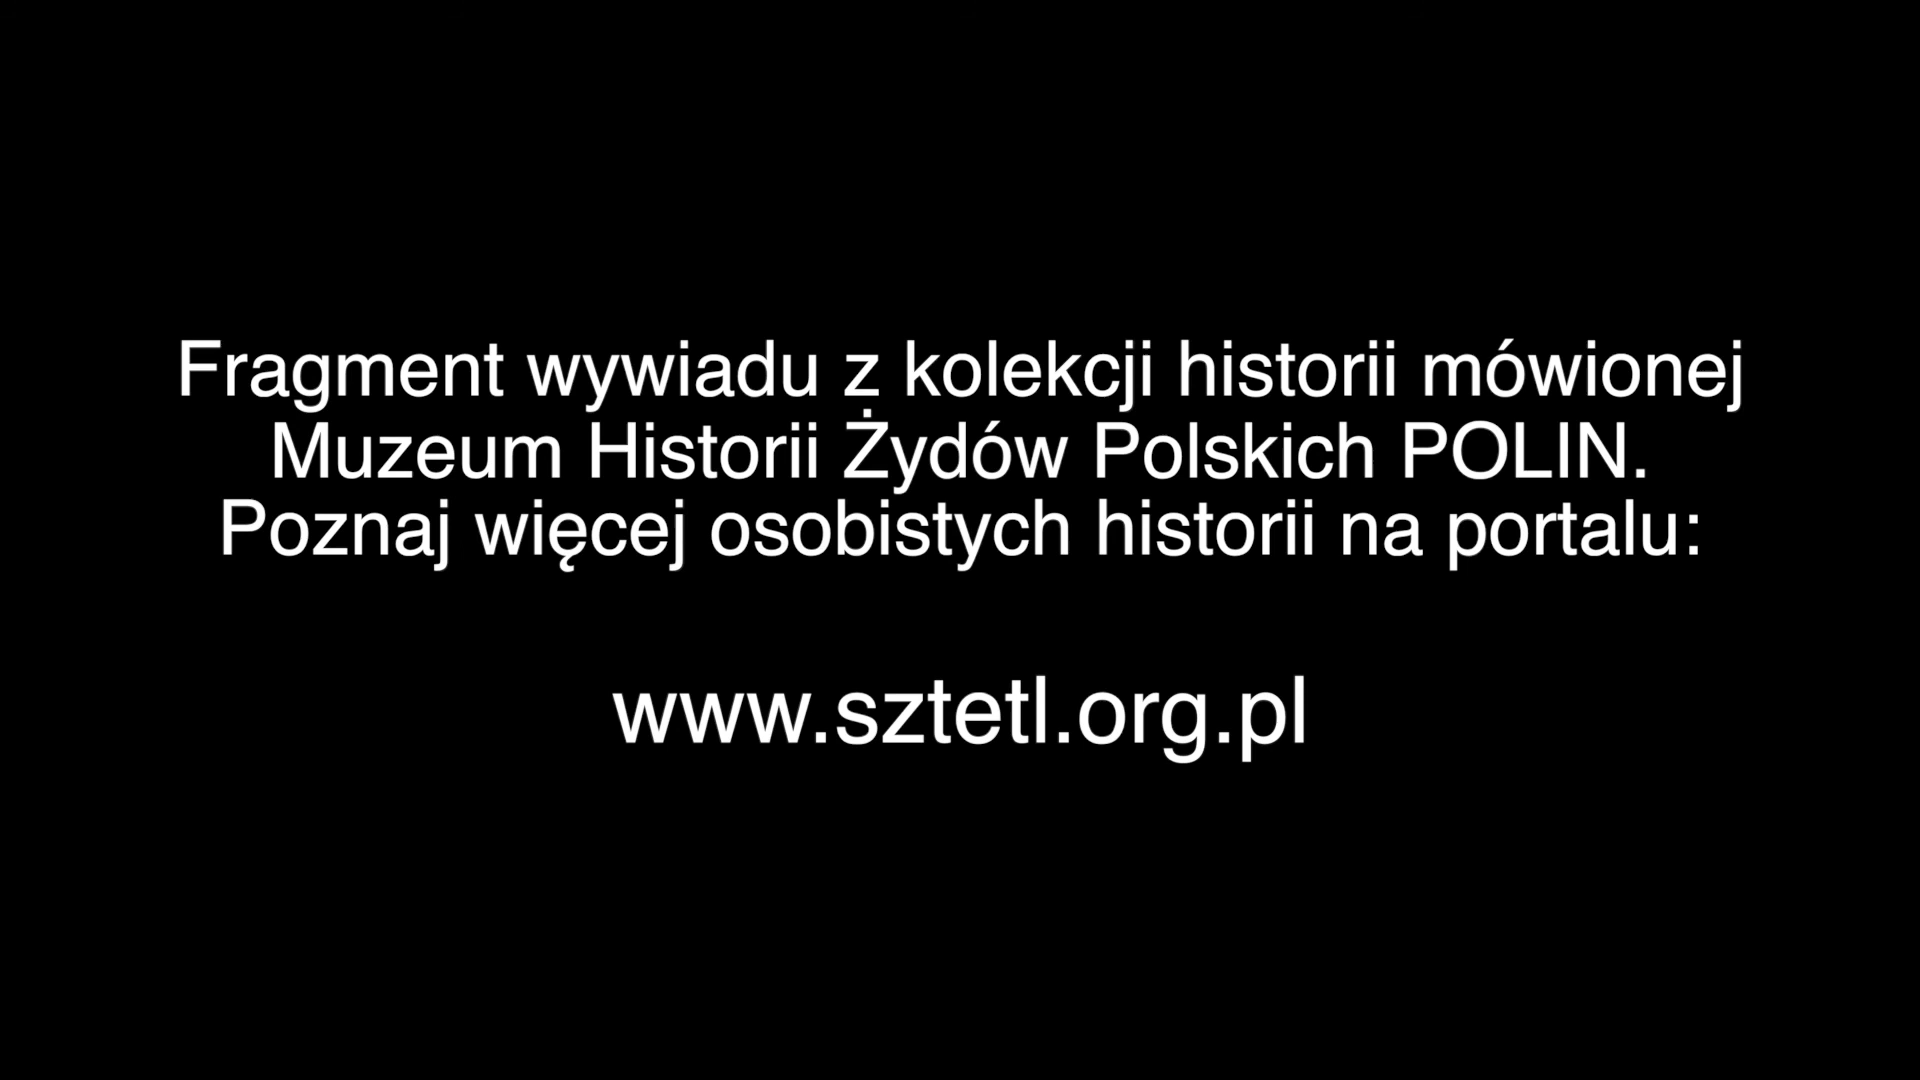 Fragment wywiadu z kolekcji historii mówionej
Muzeum Historii Żydów Polskich POLIN.
Poznaj więcej osobistych historii na portalu:
www.sztetl.org.pl